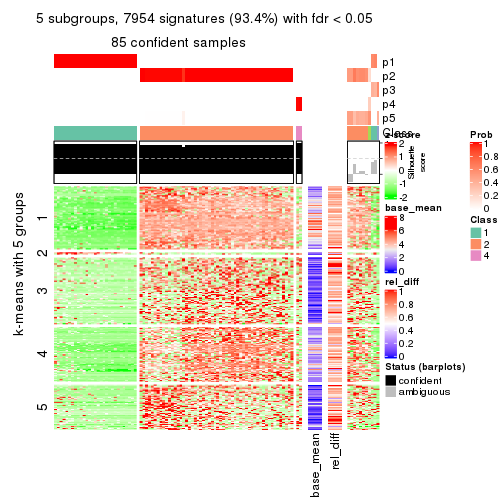 5 subgroups, 7954 signatures (93.4%) with fdr < 0.05
85 confident samples
p1
p2
p3
p4
p5
Class
k-means with 5 groups
1
2
3
4
5
base_mean
rel_diff
Silhouette
score
z-score
2
1
0
-1
-2
base_mean
8
6
4
2
0
rel_diff
1
0.8
0.6
0.4
0.2
0
Status (barplots)
confident
ambiguous
Prob
1
0.8
0.6
0.4
0.2
0
Class
1
2
4